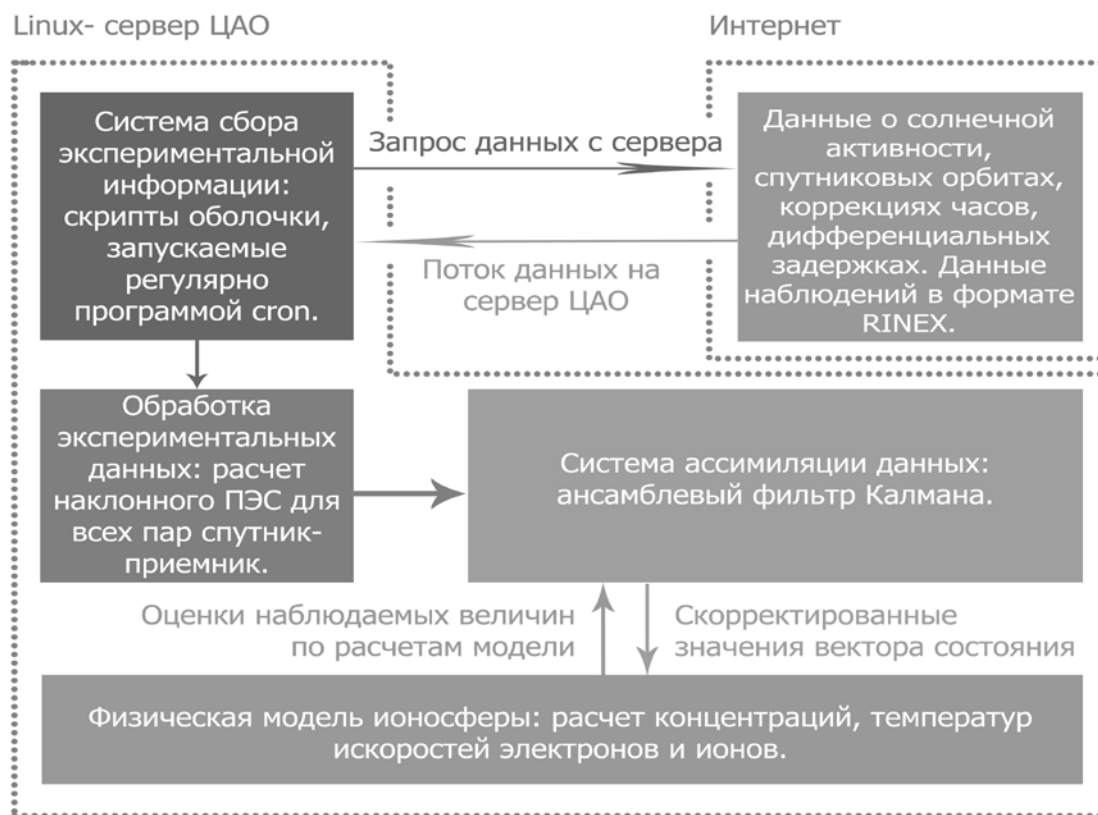 Linux- сервер ЦАО
Интернет
Система сбора
экспериментальной
информации:
скрипты оболочки,
запускаемые
регулярно
программой cron.
Запрос данных с сервера
Поток данных на
сервер ЦАО
Данные о солнечной
активности,
спутниковых орбитах,
коррекциях часов,
дифференциальных
задержках. Данные
наблюдений в формате
RINEX.
Обработка
экспериментальных
данных: расчет
наклонного ПЭС для
всех пар спутник-
приемник.
Система ассимиляции данных:
ансамблевый фильтр Калмана.
Оценки наблюдаемых величин
по расчетам модели
Скорректированные
значения вектора состояния
Физическая модель ионосферы: расчет концентраций, температур
искоростей электронов и ионов.